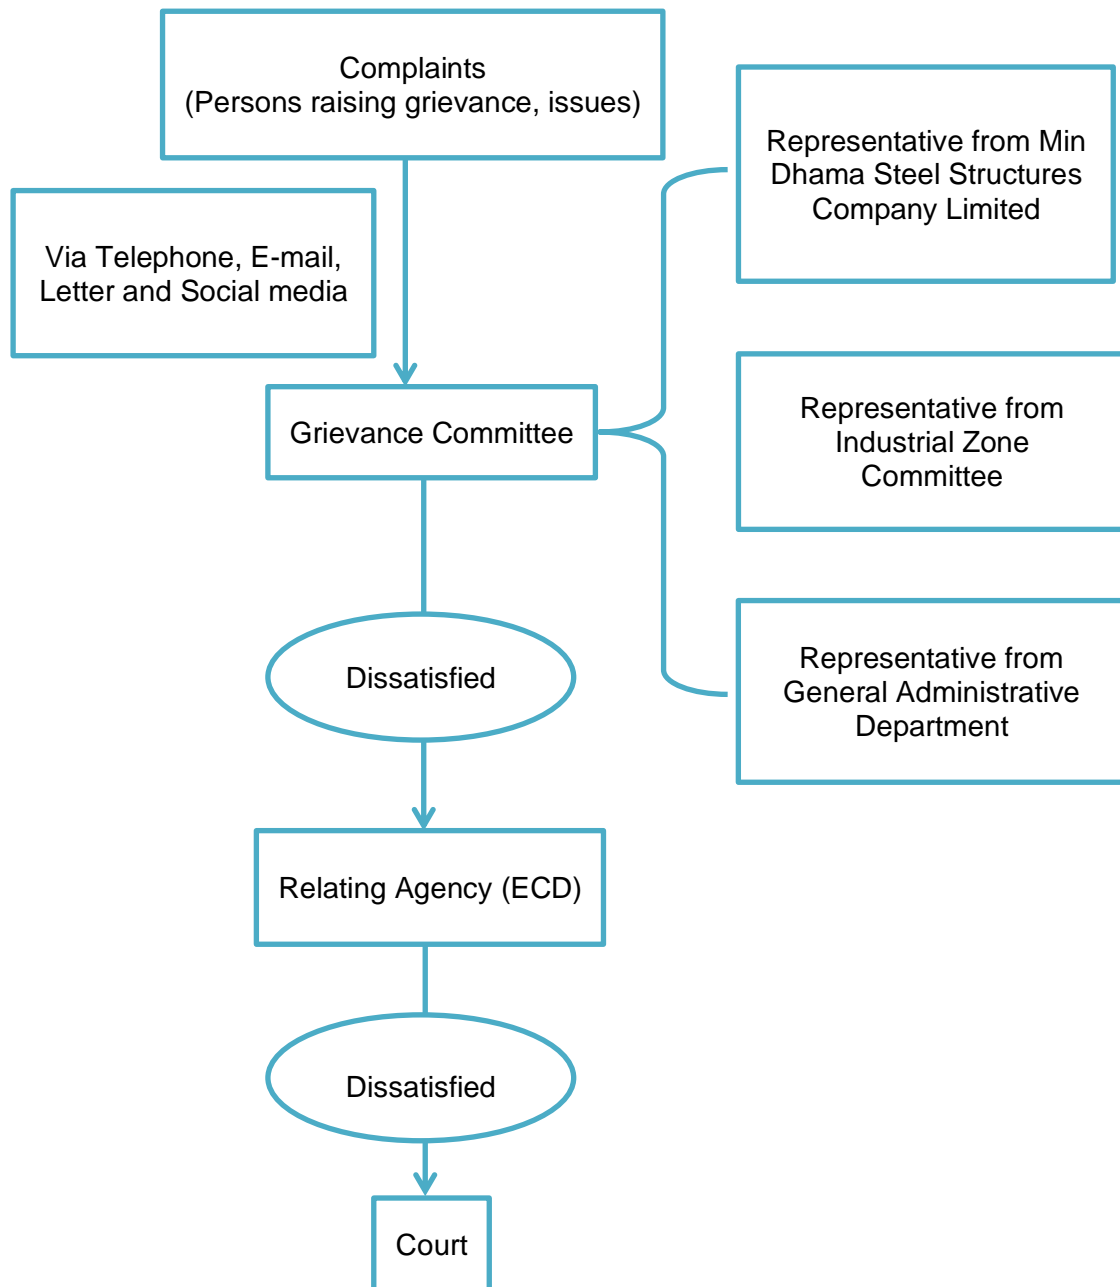 Complaints
(Persons raising grievance, issues)
Representative from Min
Dhama Steel Structures
Company Limited
Via Telephone, E-mail,
Letter and Social media
Grievance Committee
Representative from
Industrial Zone
Committee
Dissatisfied
Representative from
General Administrative
Department
Relating Agency (ECD)
Dissatisfied
Court